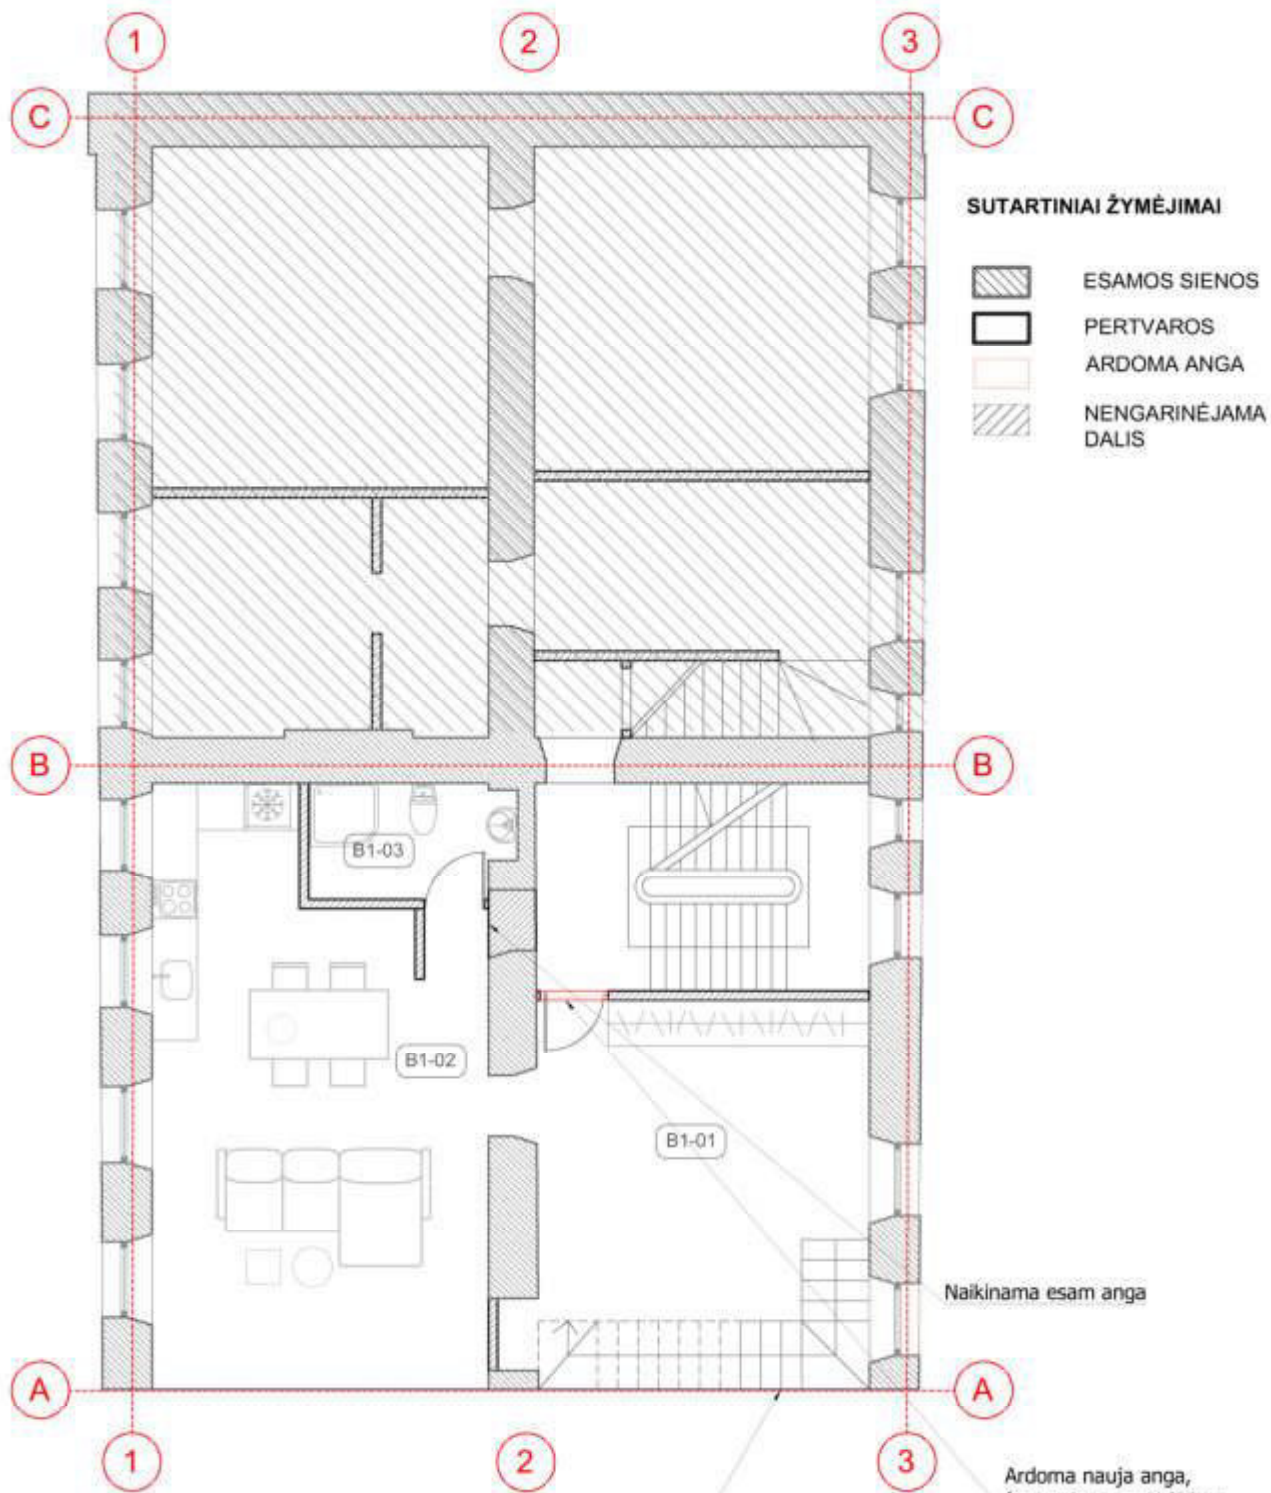 1
2
3
C
C
SUTARTINIAI ŽYMĖJIMAI
ESAMOS SIENOS
PERTVAROS
ARDOMA ANGA
NENGARINĖJAMA
DALIS
B
B
B1-03
B1-02
B1-01
Naikinama esam anga
A
A
1
2
3
Ardoma nauja anga,